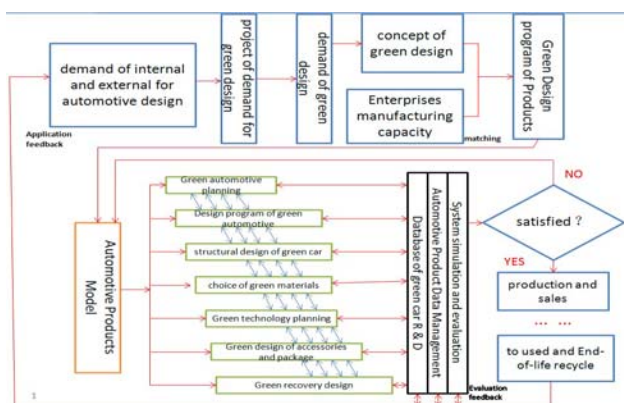 demand of internal
and external for
automotive design
project of demand for
green design
demand of green
design
concept of
green design
Enterprises
manufacturing
capacity
Green Design
program of Products
Application
feedback
matching
NO
Green automotive
planning
Design program of green
automotive
structural design of green car
choice of green materials
Green technology planning
Green design of accessories
and package
Green recovery design
Automotive Products
Model
Database of green car R & D
Automotive Product Data Management
System simulation and evaluation
satisfied ?
YES
production and
sales
... ...
to used and End-
of-life recycle
Evaluation
feedback
1